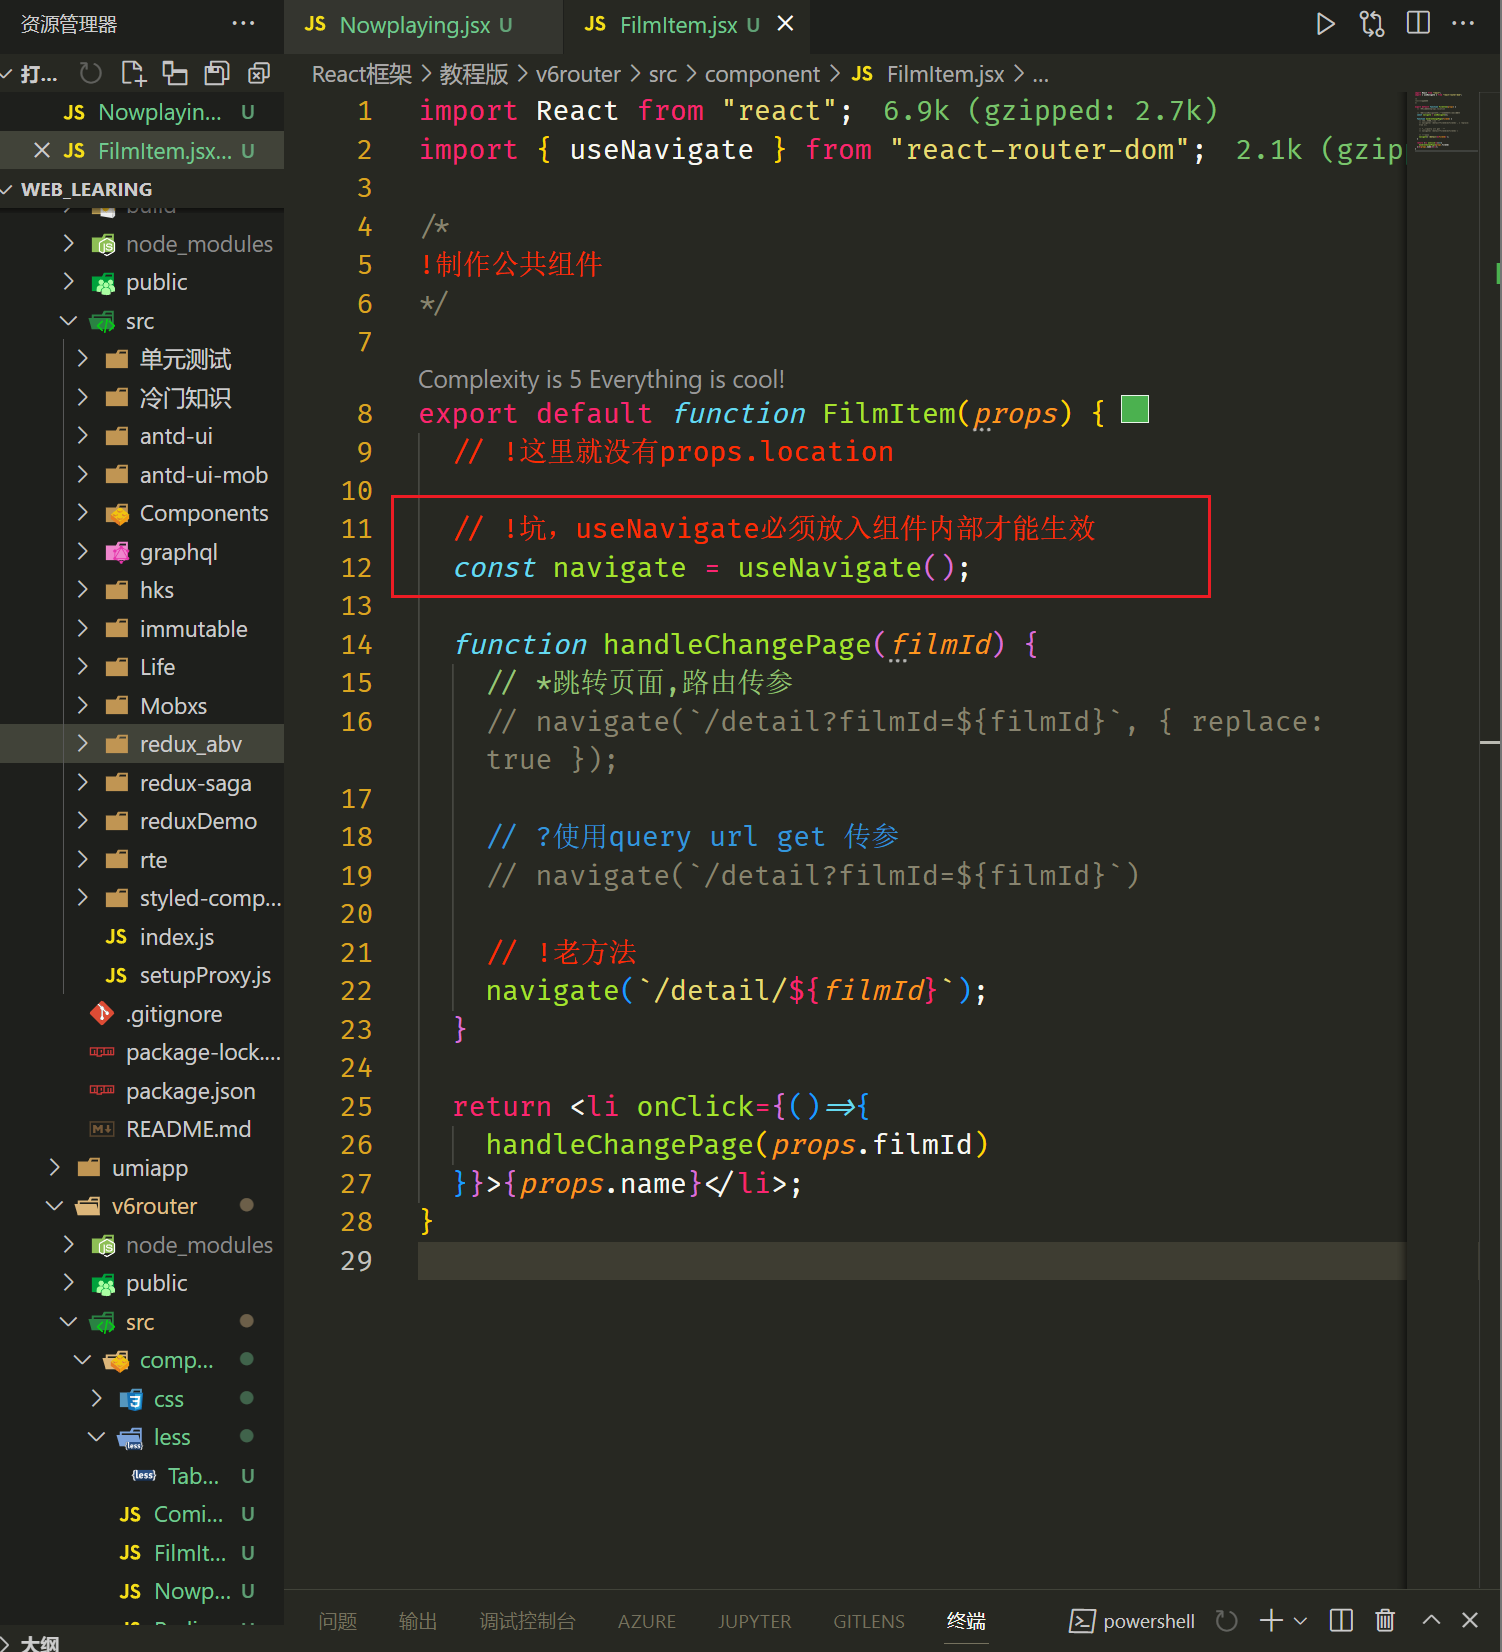 资源管理器 ···
JS Nowplaying.jsx U
JS FilmItem.jsx U
打...
JS Nowplayin... U
JS FilmItem.jsx... U
WEB_LEARING
build
node_modules
public
src
单元测试
冷门知识
antd-ui
antd-ui-mob
Components
graphql
hks
immutable
Life
Mobxs
redux_abv
redux-saga
reduxDemo
rte
styled-comp...
JS index.js
JS setupProxy.js
.gitignore
package-lock....
package.json
README.md
umiapp
v6router
node_modules
public
src
comp...
css
less
{less} Tab... U
JS Comi... U
JS FilmIt... U
JS Nowp... U
大纲
React框架 > 教程版 > v6router > src > component > JS FilmItem.jsx > ...
1 import React from "react"; 6.9k (gzipped: 2.7k)
2 import { useNavigate } from "react-router-dom"; 2.1k (gzip
3
4 /*
5 !制作公共组件
6 */
7
Complexity is 5 Everything is cool!
8 export default function FilmItem(props) {
9 // !这里就没有props.location
10
11 // !坑，useNavigate必须放入组件内部才能生效
12 const navigate = useNavigate();
13
14 function handleChangePage(filmId) {
15 // *跳转页面,路由传参
16 // navigate(`/detail?filmId=${filmId}`, { replace:
true });
17
18 // ?使用query url get 传参
19 // navigate(`/detail?filmId=${filmId}`)
20
21 // !老方法
22 navigate(`/detail/${filmId}`);
23 }
24
25 return <li onClick={()=>{
26 handleChangePage(props.filmId)
27 }}>{props.name}</li>;
28 }
29
问题 输出 调试控制台 AZURE JUPYTER GITLENS 终端 powershell